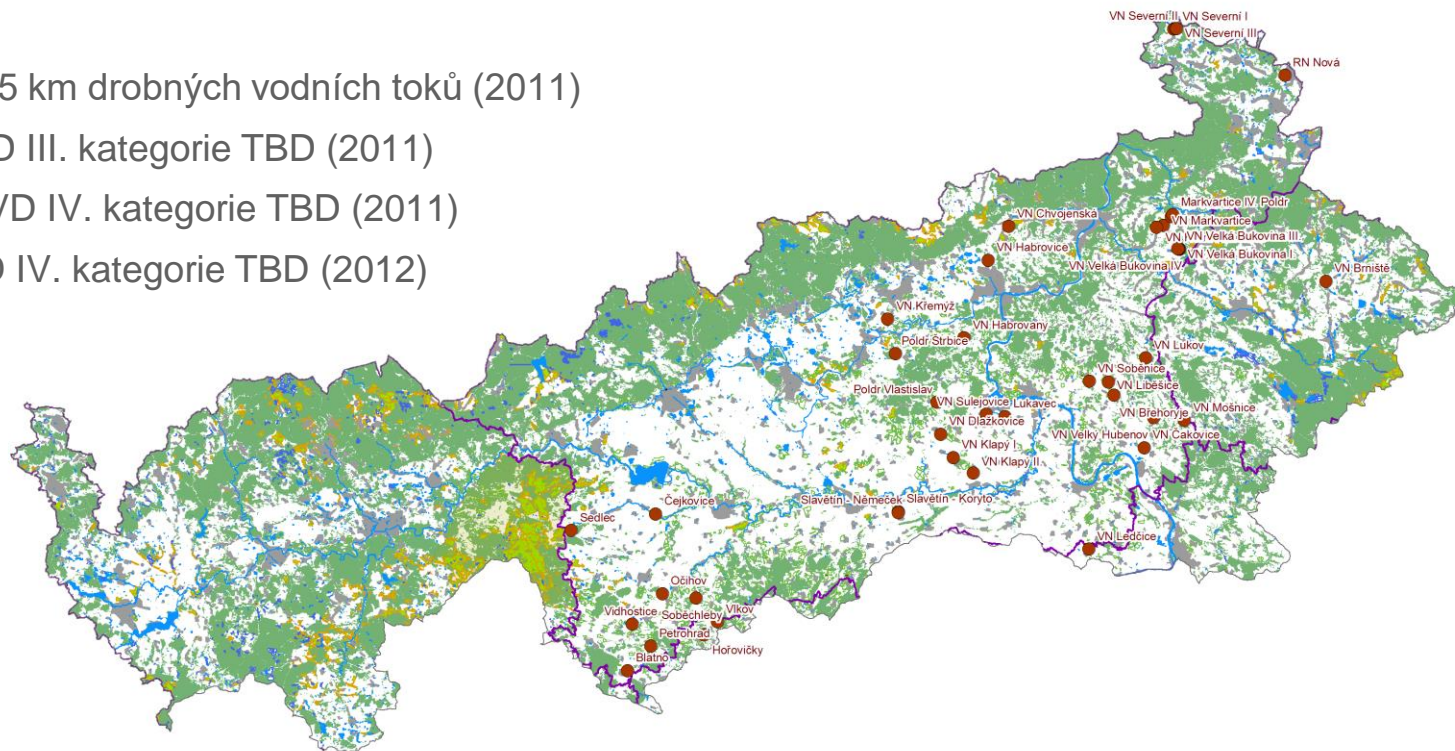 5 km drobných vodních toků (2011)
D III. kategorie TBD (2011)
VD IV. kategorie TBD (2011)
D IV. kategorie TBD (2012)
VN Severní II VN Severní I
VN Severní III
RN Nová
Markvartice IV. Poldr
VN Chvojenská
VN Markvartice
VN Velká Bukovina III.
VN Habrovice
VN Velká Bukovina I.
VN Velká Bukovina IV.
VN Brniště
VN Křemýž
VN Habrovany
Poldr Štrbice
VN Lukov
VN Soběnice
Poldr Vlastislav
VN Liběšice
VN Sulejovice Lukavec
VN Dlažkovice
VN Břehoryje VN Mošnice
VN Klapý I.
VN Velký Hubenov VN Čakovice
VN Klapý II.
Čejkovice
Slavětín - Němeček Slavětín - Koryto
Sedlec
VN Ledčice
Očihov
Vidhostice Soběchleby Vlkov
Petrohrad
Hořovičky
Blatno